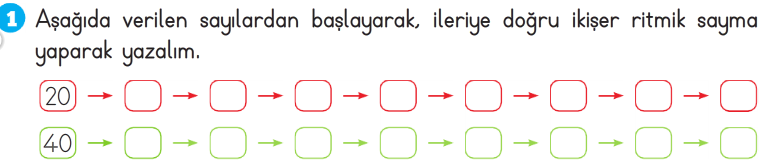 1 Aşağıda verilen sayılardan başlayarak, ileriye doğru ikişer ritmik sayma
yaparak yazalım.
20
40